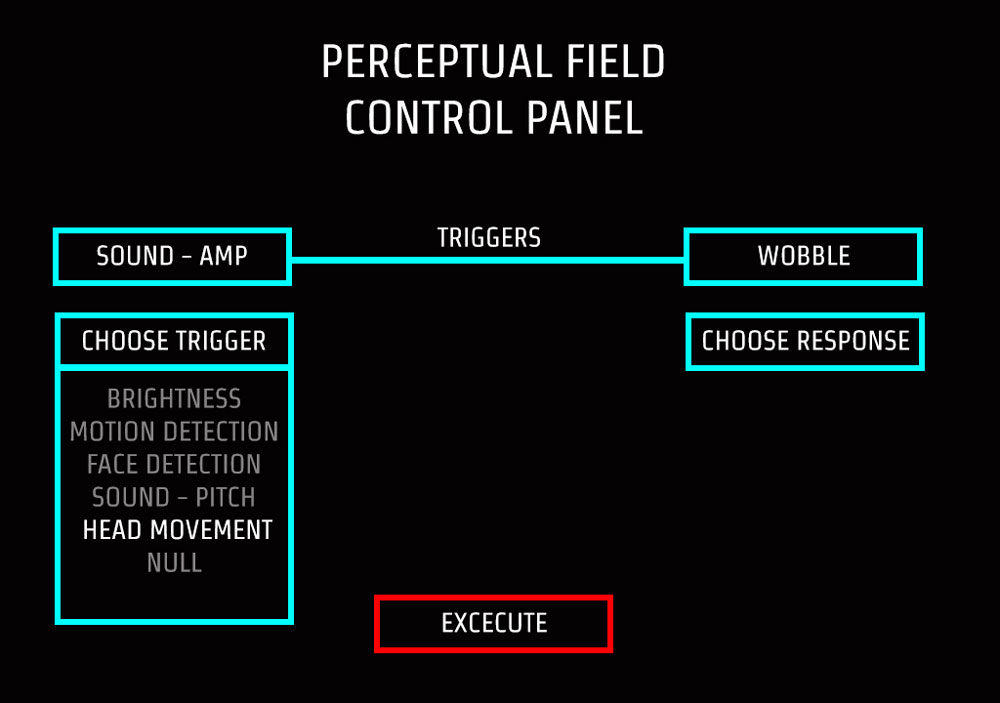 PERCEPTUAL FIELD
CONTROL PANEL
SOUND – AMP
TRIGGERS
WOBBLE
CHOOSE TRIGGER
CHOOSE RESPONSE
BRIGHTNESS
MOTION DETECTION
FACE DETECTION
SOUND – PITCH
HEAD MOVEMENT
NULL
EXCECUTE